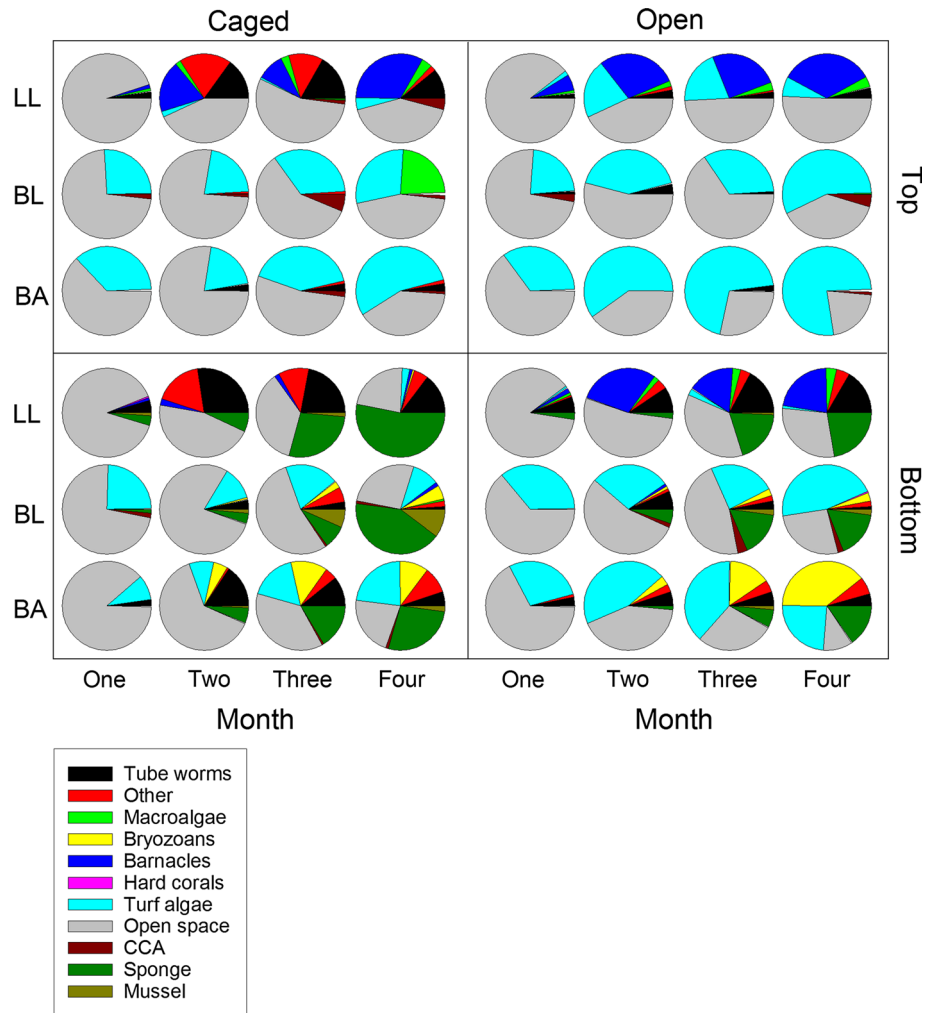 Caged Open
LL
BL
BA
Top
LL
BL
BA
Bottom
One Two Three Four One Two Three Four
Month Month
Tube worms
Other
Macroalgae
Bryozoans
Barnacles
Hard corals
Turf algae
Open space
CCA
Sponge
Mussel